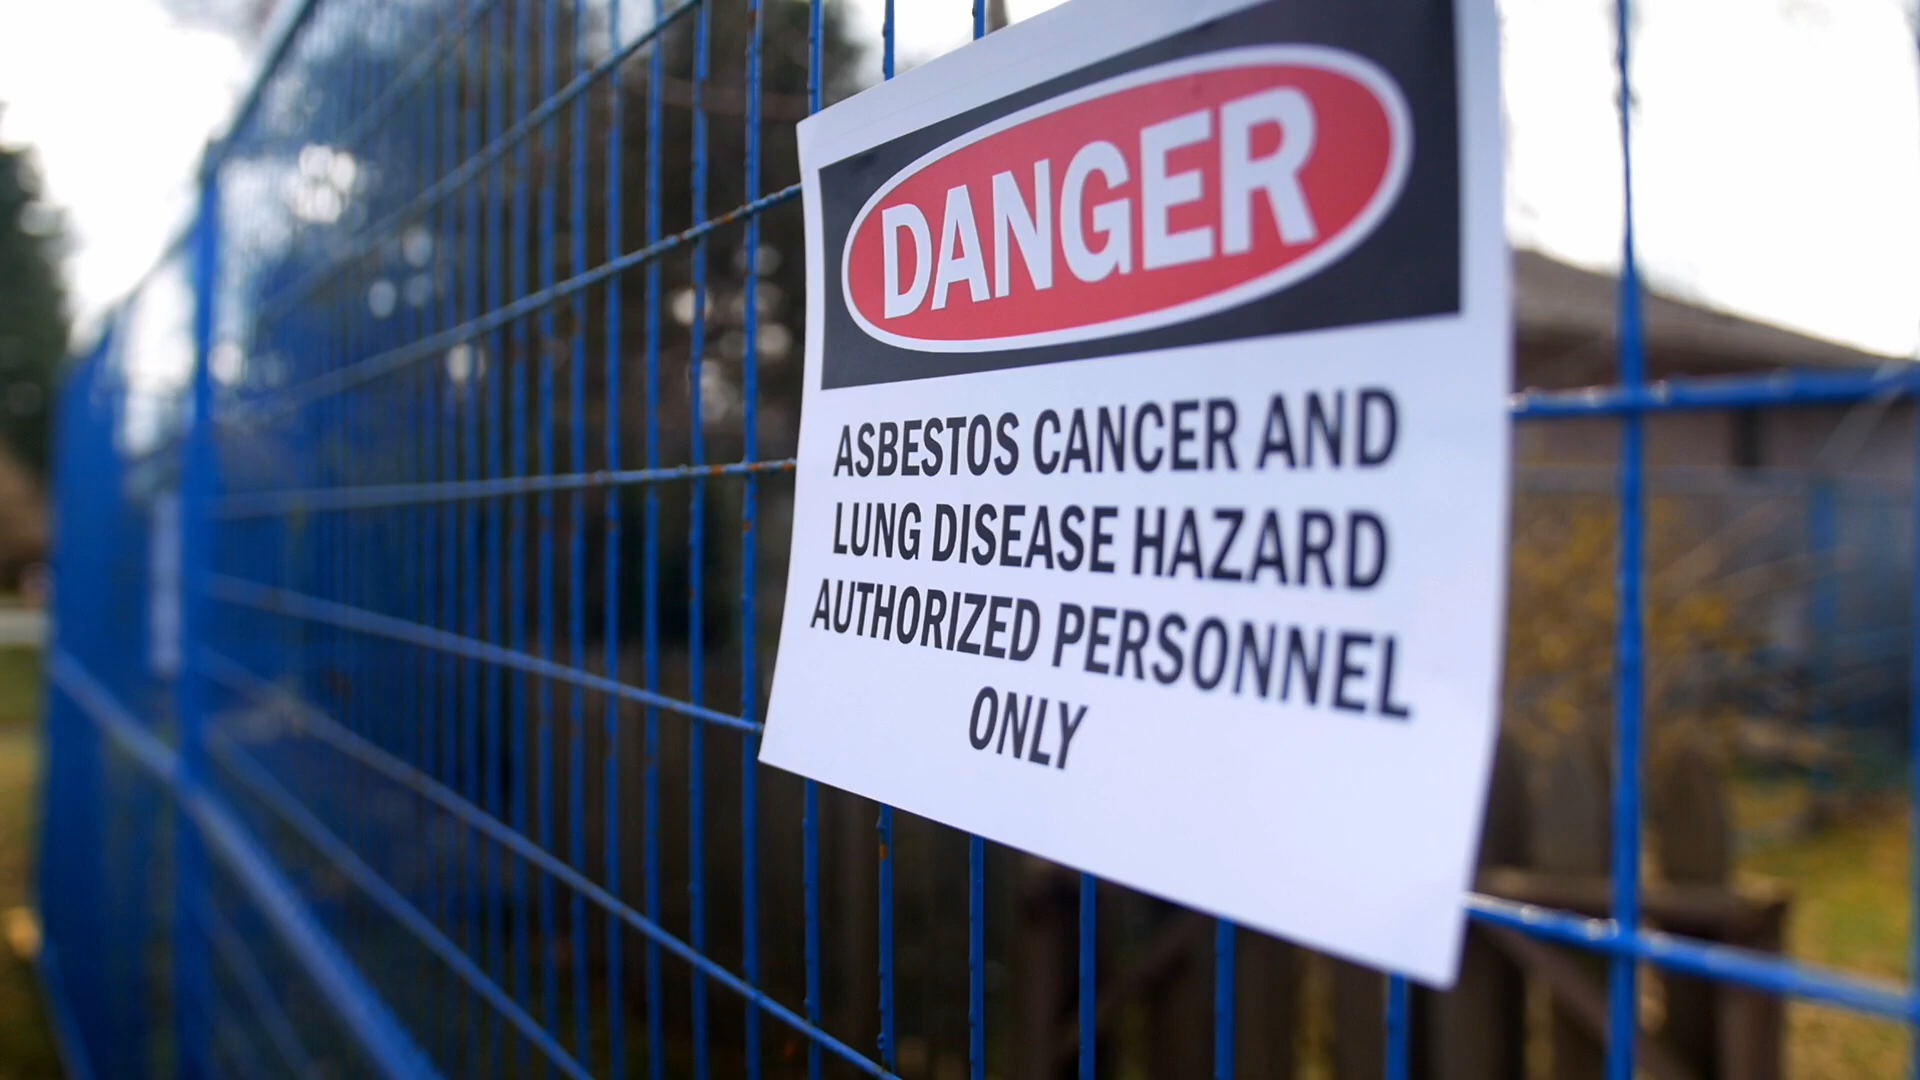 DANGER
ASBESTOS CANCER AND
LUNG DISEASE HAZARD
AUTHORIZED PERSONNEL
ONLY